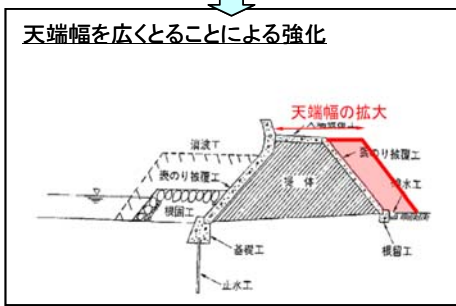 天端幅を広くとることによる強化
天端幅の拡大
消波工
表のり被覆工
裏のり被覆工
堤体
根固工
排水工
基礎工
根留工
止水工